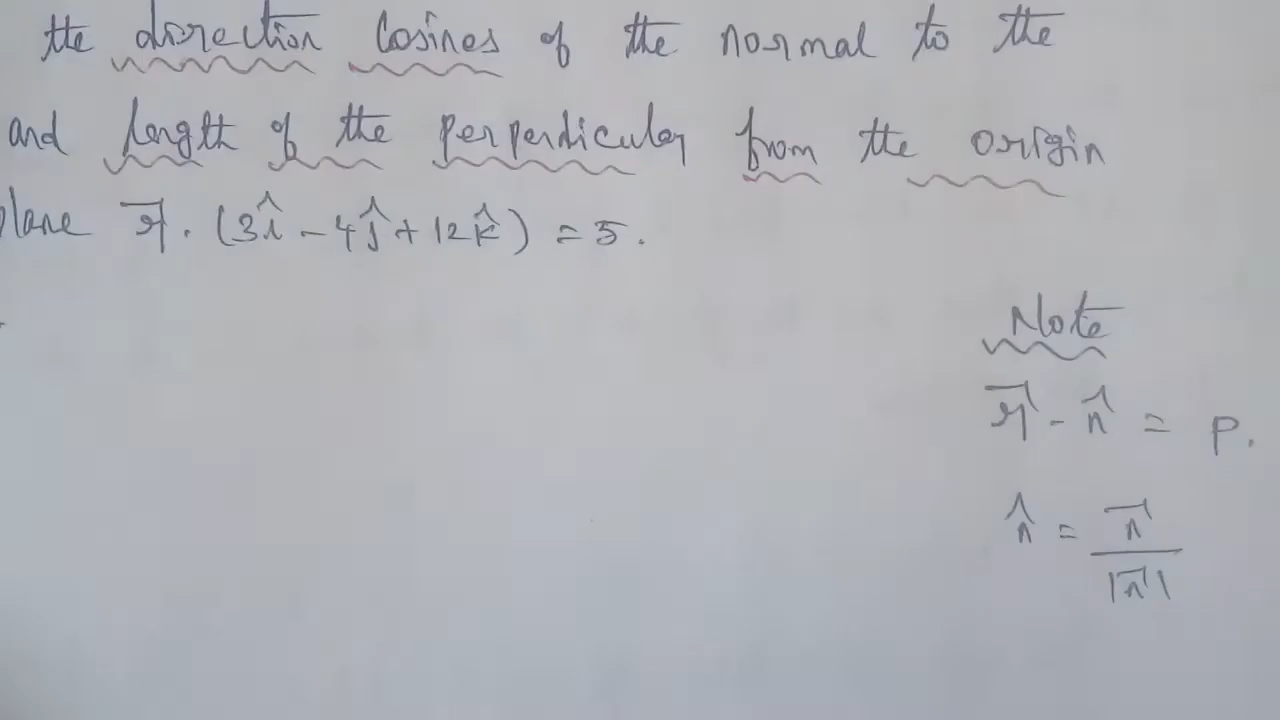 the direction Cosines of the normal to the
and length of the perpendicular from the origin
plane r⃗ . (3î - 4ĵ + 12k̂) = 5.
Note
r⃗ - n̂ = p.
n̂ = n⃗ / |n⃗|